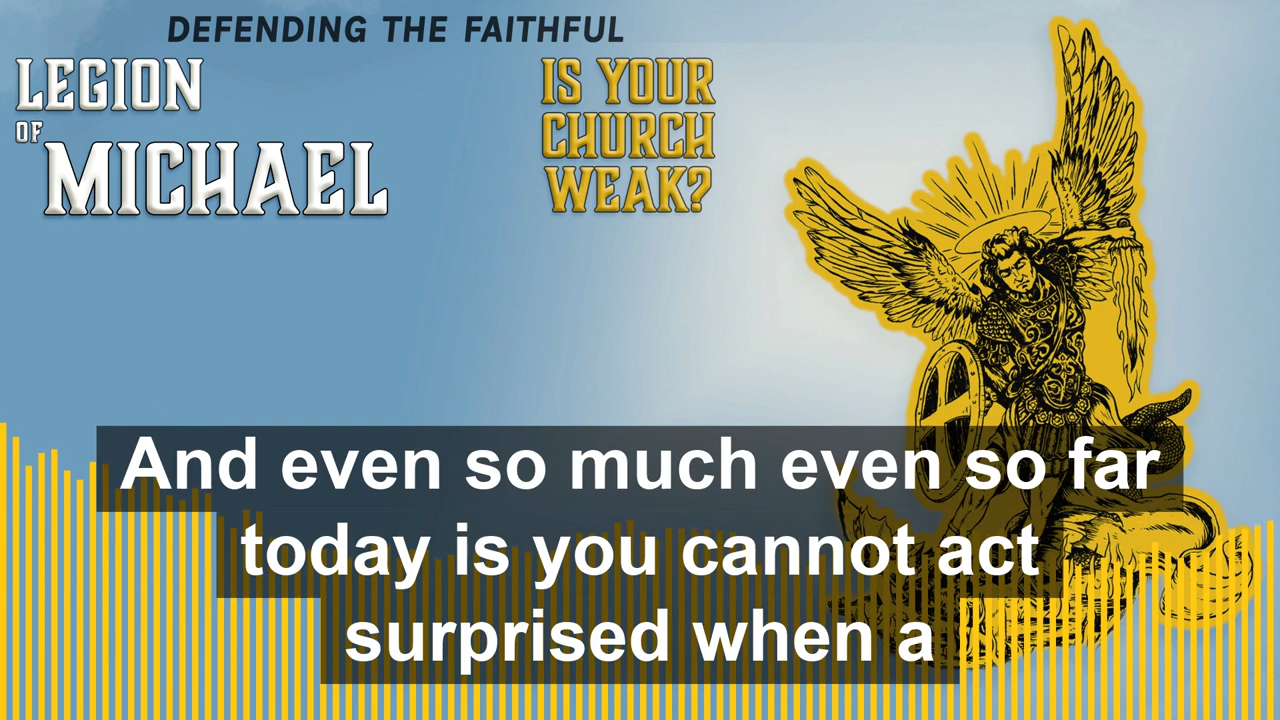 DEFENDING THE FAITHFUL
LEGION
OF
MICHAEL
IS YOUR
CHURCH
WEAK?
And even so much even so far
today is you cannot act
surprised when a